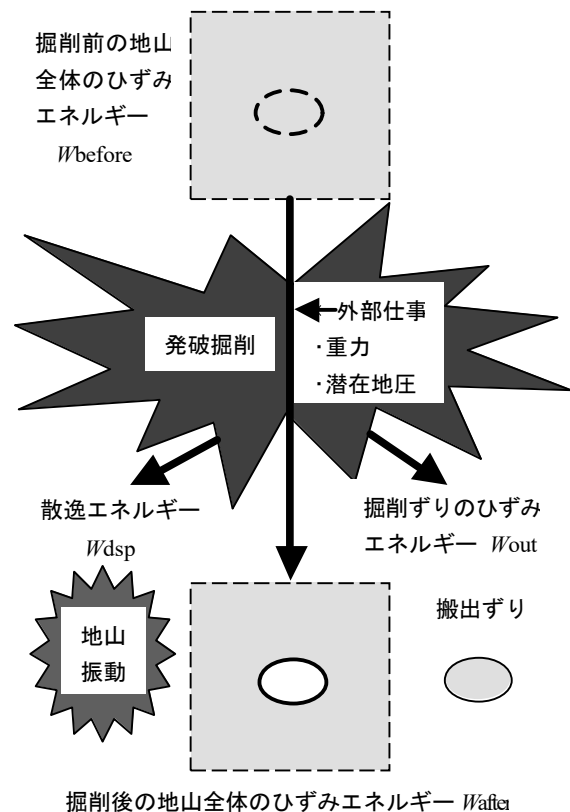 掘削前の地山
全体のひずみ
エネルギー
Wbefore
発破掘削
外部仕事
・重力
・潜在地圧
散逸エネルギー
Wdsp
掘削ずりのひずみ
エネルギー Wout
地山
振動
搬出ずり
掘削後の地山全体のひずみエネルギー Wafter